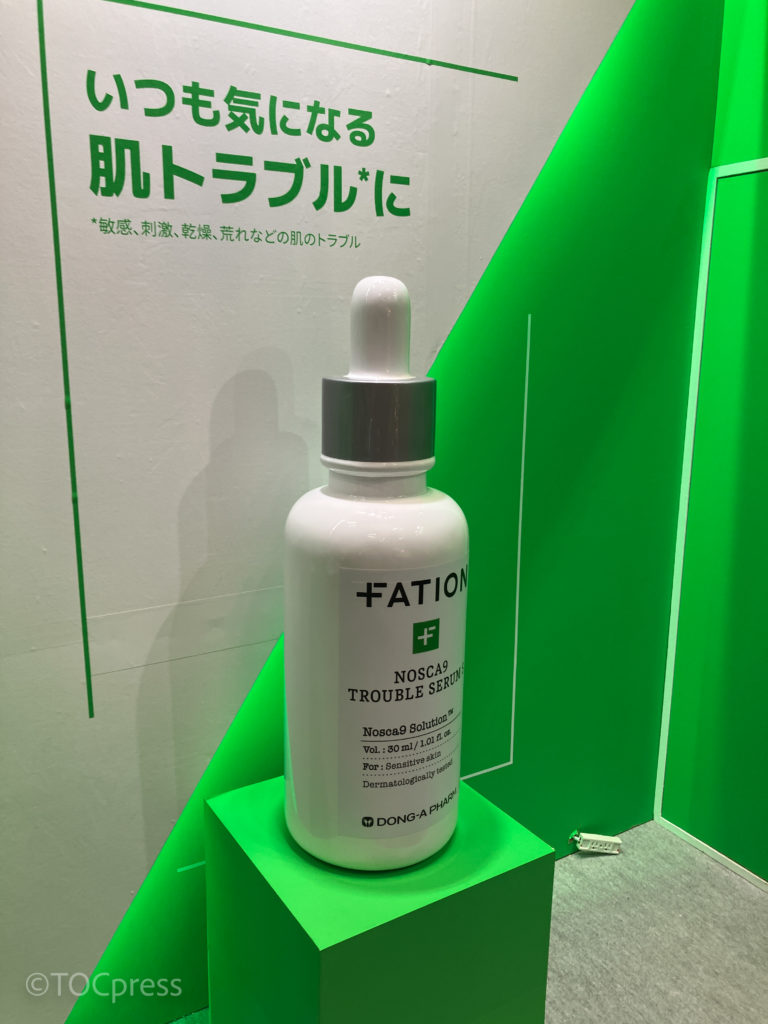 いつも気になる
肌トラブル*に
*敏感、刺激、乾燥、荒れなどの肌のトラブル
FATION
NOSCA9
TROUBLE SERUM
Nosca9 Solution™
Vol. : 30 ml / 1.01 fl. oz.
For : Sensitive skin
Dermatologically tested
DONG-A PHARM
©TOCpress